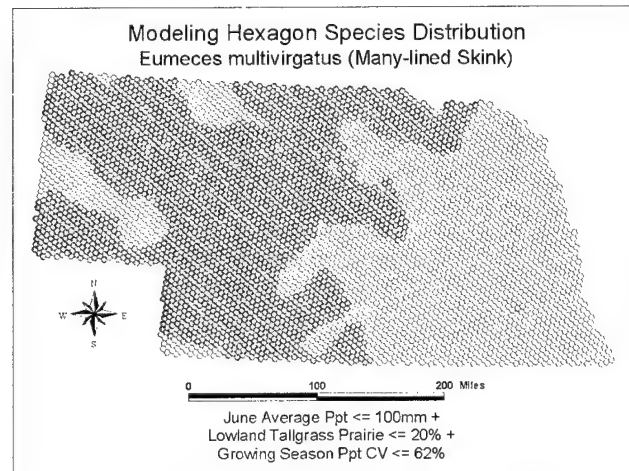 Modeling Hexagon Species Distribution
Eumeces multivirgatus (Many-lined Skink)
N
W E
S
0 100 200 Miles
June Average Ppt <= 100mm +
Lowland Tallgrass Prairie <= 20% +
Growing Season Ppt CV <= 62%